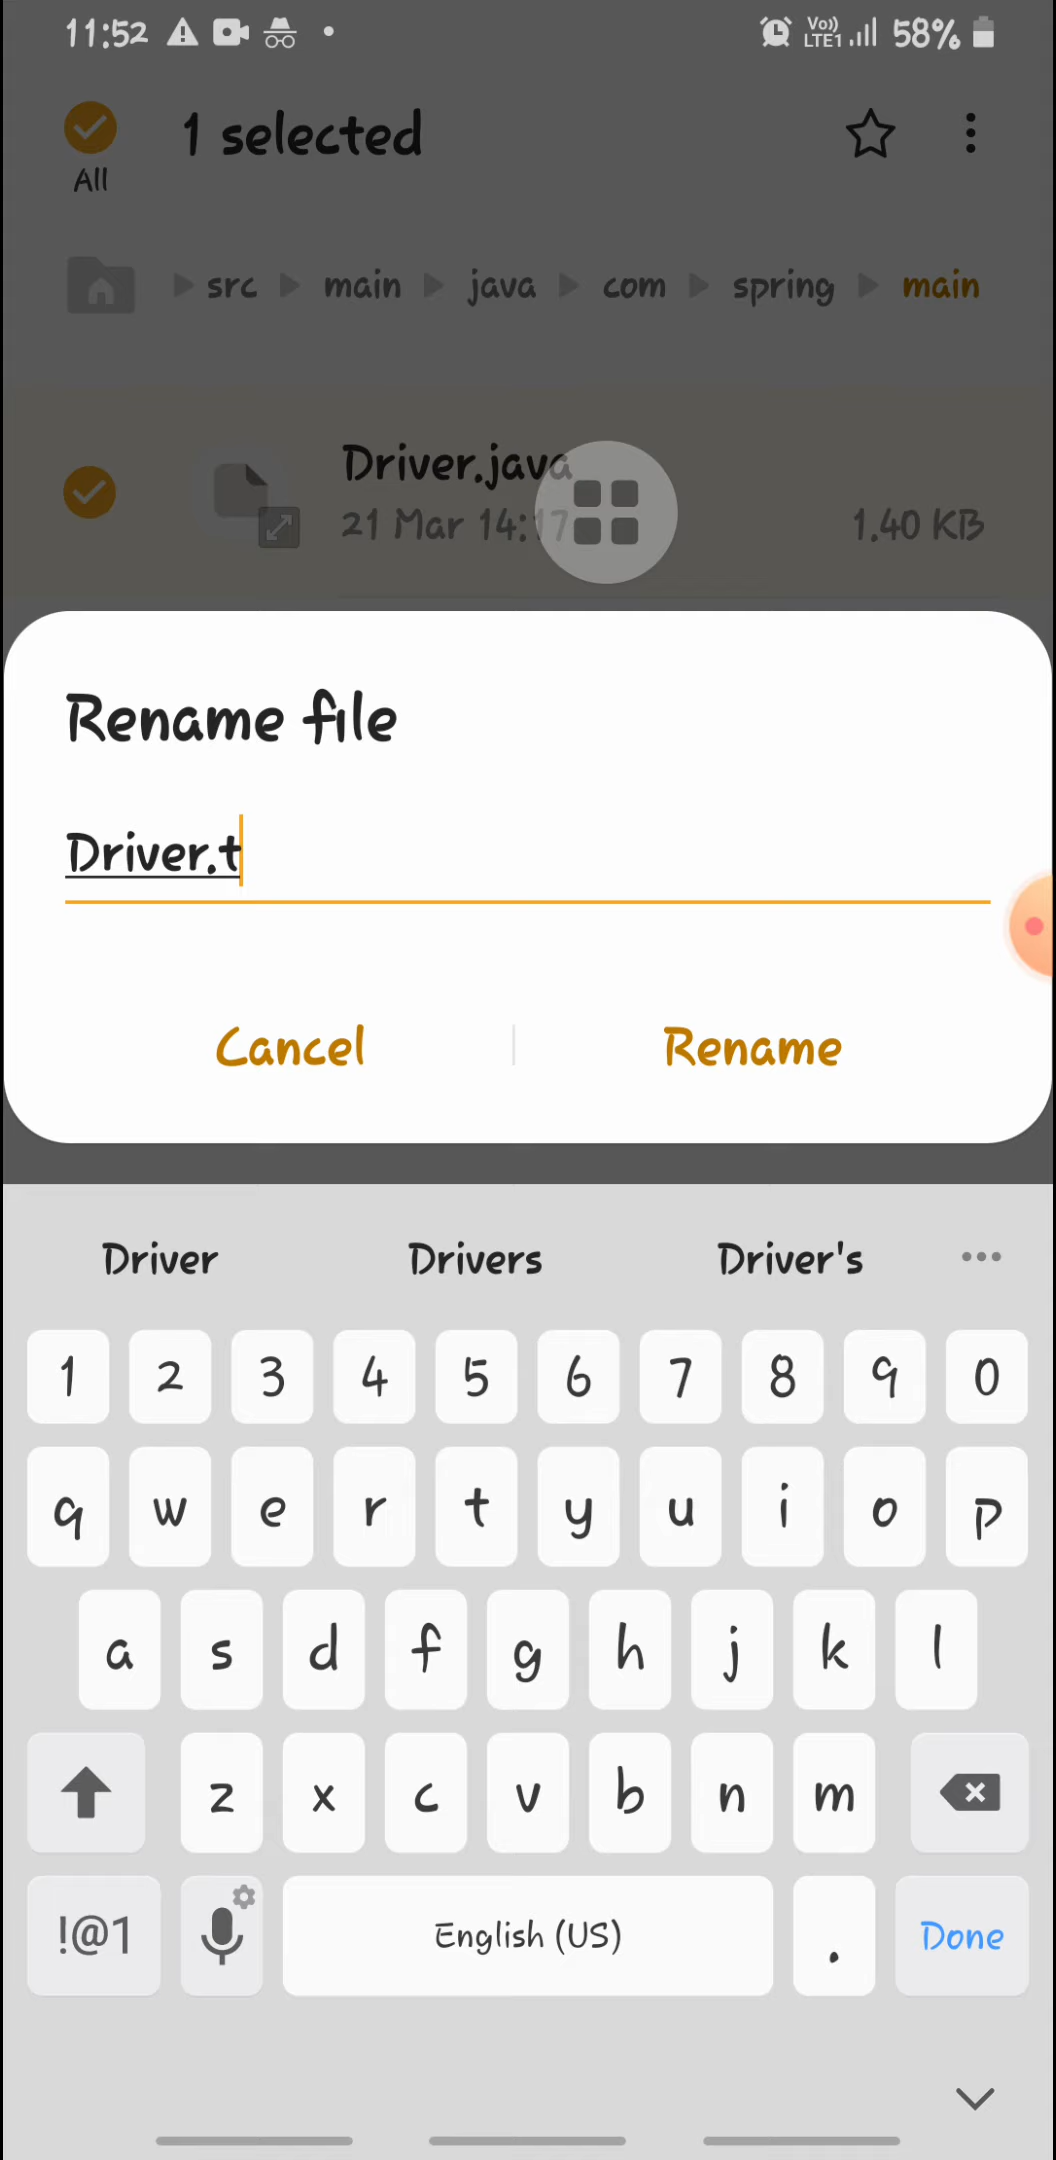 11:52 Vo)) LTE1 58%
1 selected
All
src main java com spring main
Driver.java
21 Mar 14:17 1.40 KB
Rename file
Driver.t
Cancel Rename
Driver Drivers Driver's
1 2 3 4 5 6 7 8 9 0
q w e r t y u i o p
a s d f g h j k l
z x c v b n m
!@1 English (US) . Done